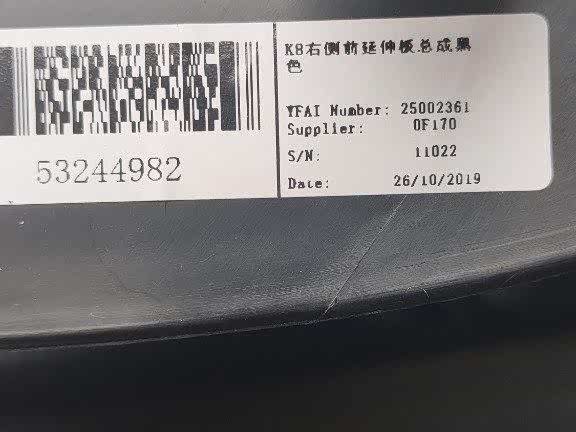 K8右侧前延伸板总成黑
色
YFAI Number: 25002361
Supplier: 0F170
S/N: 11022
Date: 26/10/2019
53244982